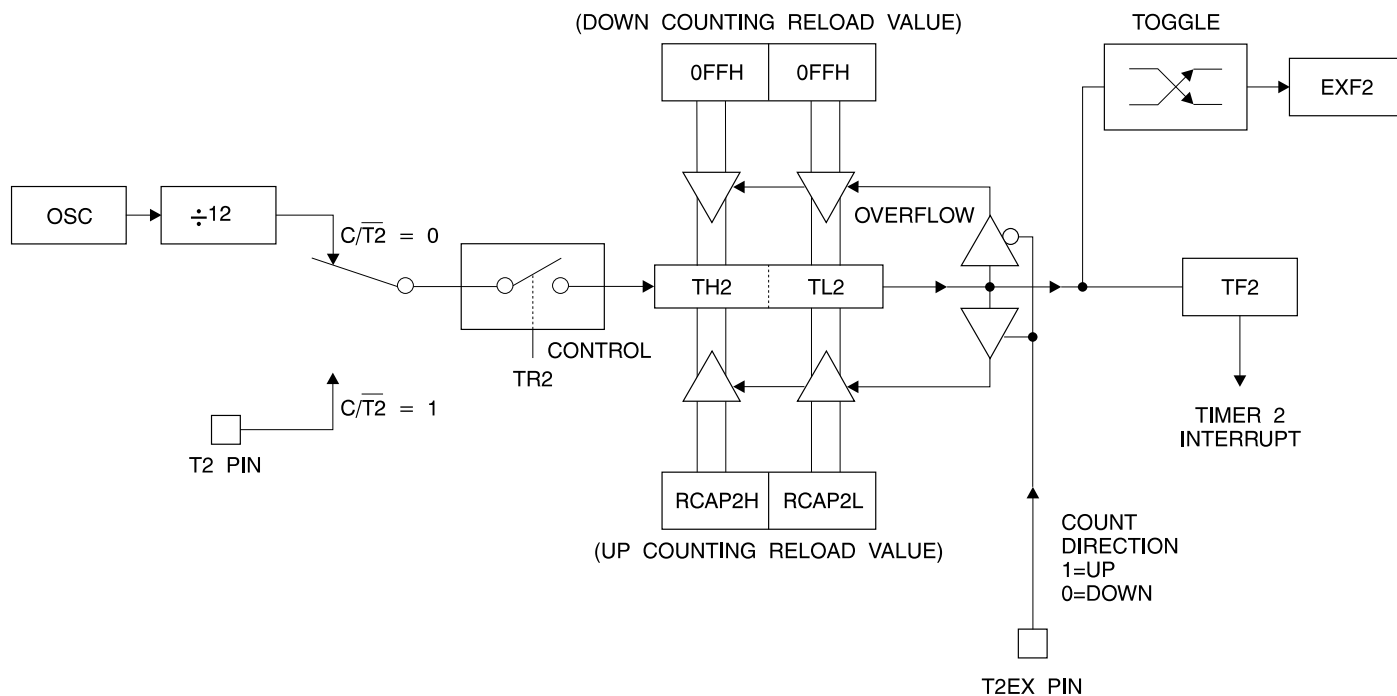 (DOWN COUNTING RELOAD VALUE)
TOGGLE
0FFH 0FFH
EXF2
OSC
÷12
C/T2̅ = 0
OVERFLOW
TH2 TL2
TF2
CONTROL
TR2
C/T2̅ = 1
T2 PIN
TIMER 2
INTERRUPT
RCAP2H RCAP2L
(UP COUNTING RELOAD VALUE)
COUNT
DIRECTION
1=UP
0=DOWN
T2EX PIN